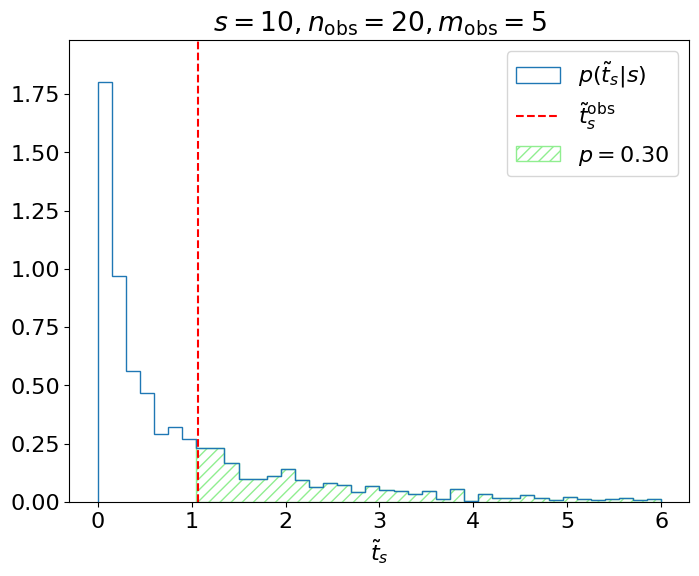 s = 10, n_obs = 20, m_obs = 5
p(t̃_s|s)
t̃_s^obs
p = 0.30
1.75
1.50
1.25
1.00
0.75
0.50
0.25
0.00
0 1 2 3 4 5 6
t̃_s